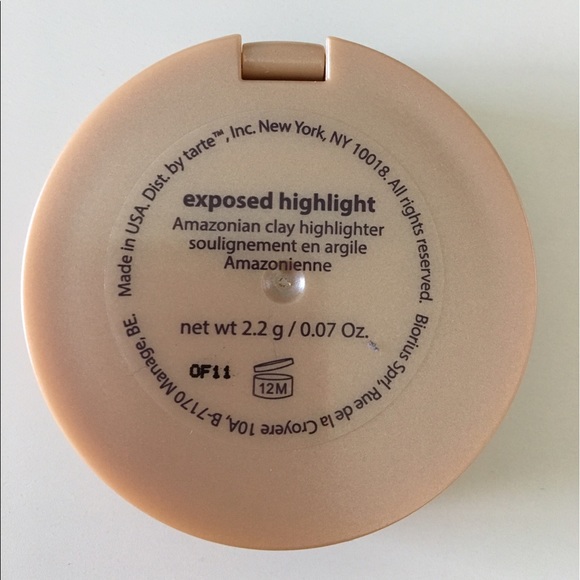 Made in USA. Dist. by tarte™, Inc. New York, NY 10018. All rights reserved.
exposed highlight
Amazonian clay highlighter
soulignement en argile
Amazonienne
net wt 2.2 g / 0.07 Oz.
OF11
12M
Biorius Sprl, Rue de la Croyere 10A, B-7170 Manage, BE.